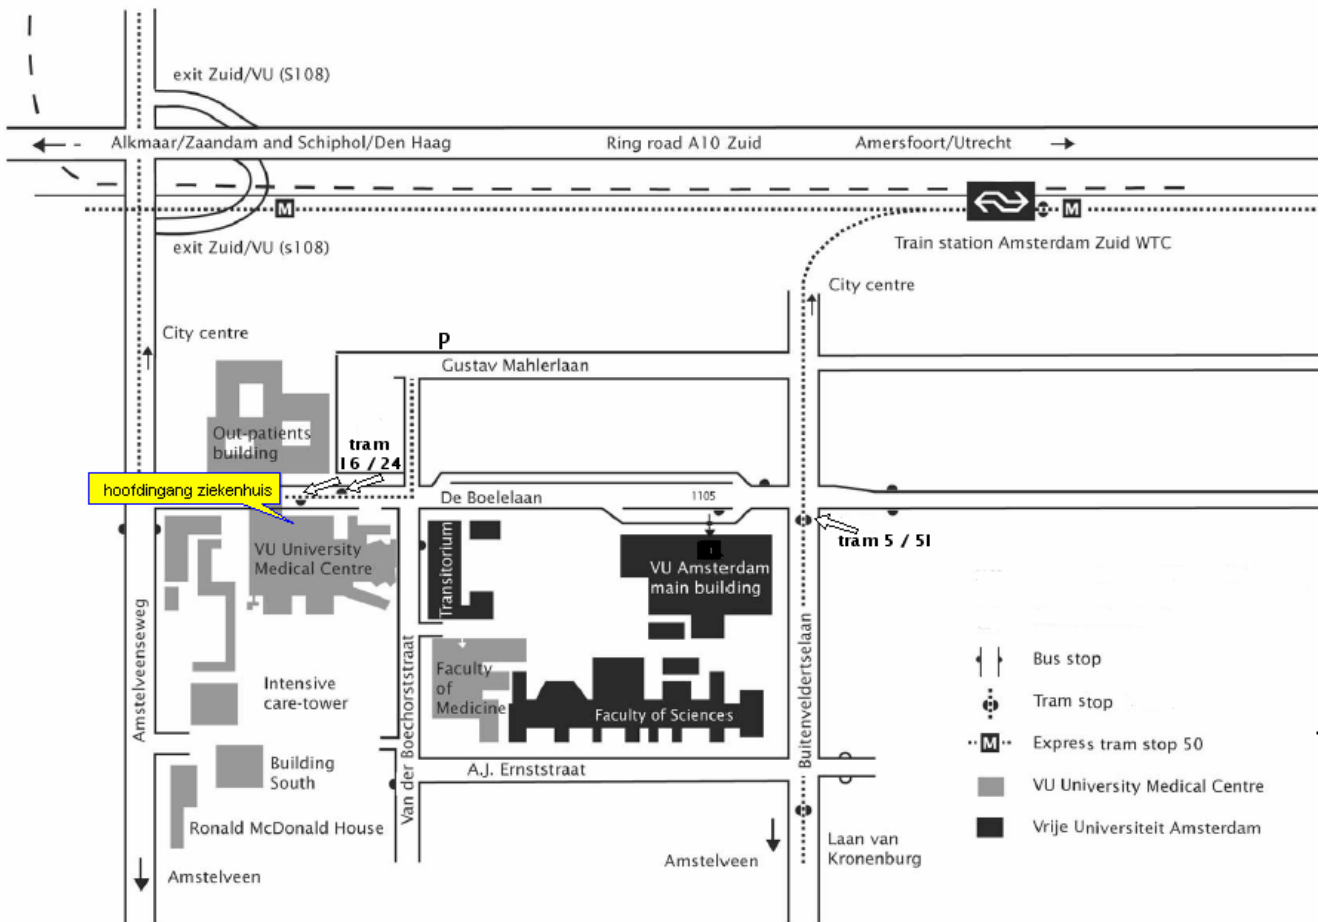 exit Zuid/VU (S108)
Alkmaar/Zaandam and Schiphol/Den Haag
Ring road A10 Zuid
Amersfoort/Utrecht
M
M
exit Zuid/VU (s108)
Train station Amsterdam Zuid WTC
City centre
City centre
P
Gustav Mahlerlaan
Out-patients
building
tram
16 / 24
hoofdingang ziekenhuis
De Boelelaan
1105
tram 5 / 51
VU University
Medical Centre
Transitorium
VU Amsterdam
main building
Amstelveenseweg
Van der Boechorststraat
Buitenveldertselaan
Faculty
of
Medicine
Faculty of Sciences
Intensive
care-tower
Building
South
A.J. Ernststraat
Ronald McDonald House
Amstelveen
Amstelveen
Laan van
Kronenburg
Bus stop
Tram stop
M
Express tram stop 50
VU University Medical Centre
Vrije Universiteit Amsterdam